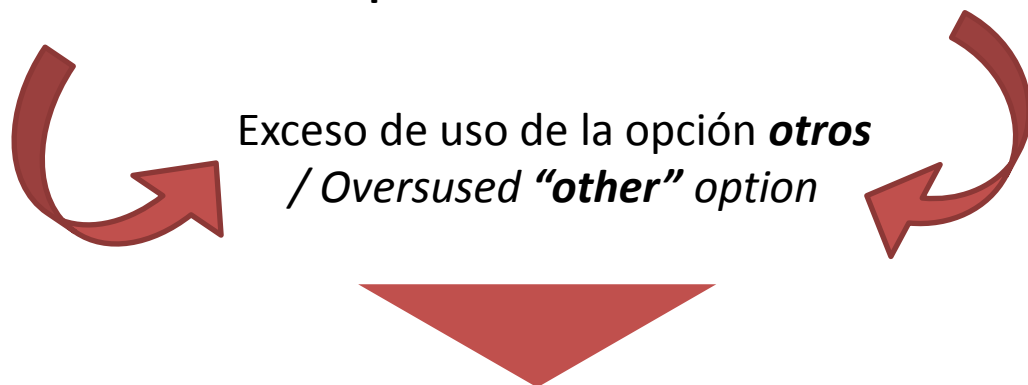 Exceso de uso de la opción otros
/ Oversused “other” option